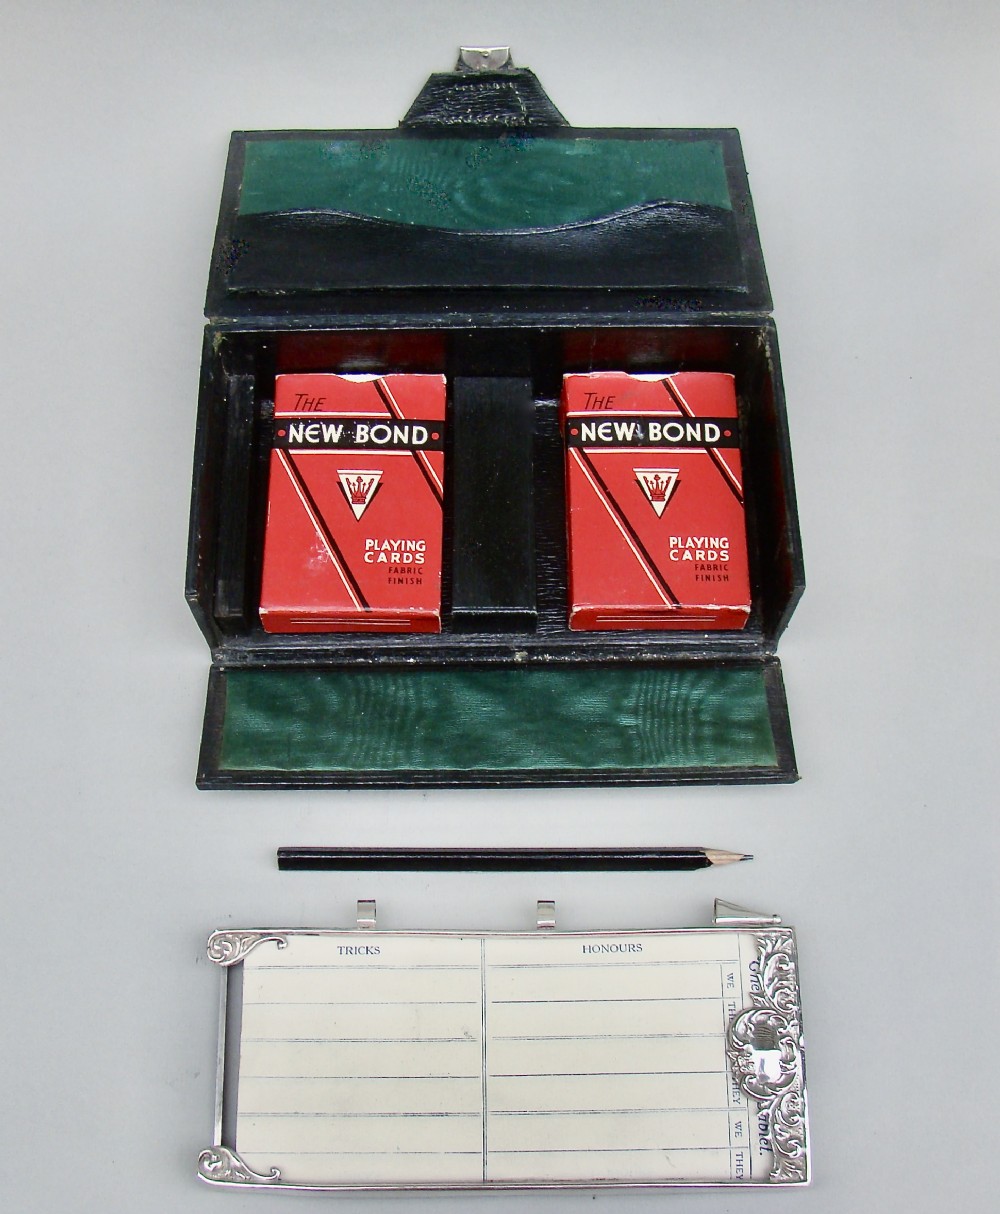 THE
NEW BOND
PLAYING
CARDS
FABRIC
FINISH
THE
NEW BOND
PLAYING
CARDS
FABRIC
FINISH
TRICKS
HONOURS
WE
WE
THEY